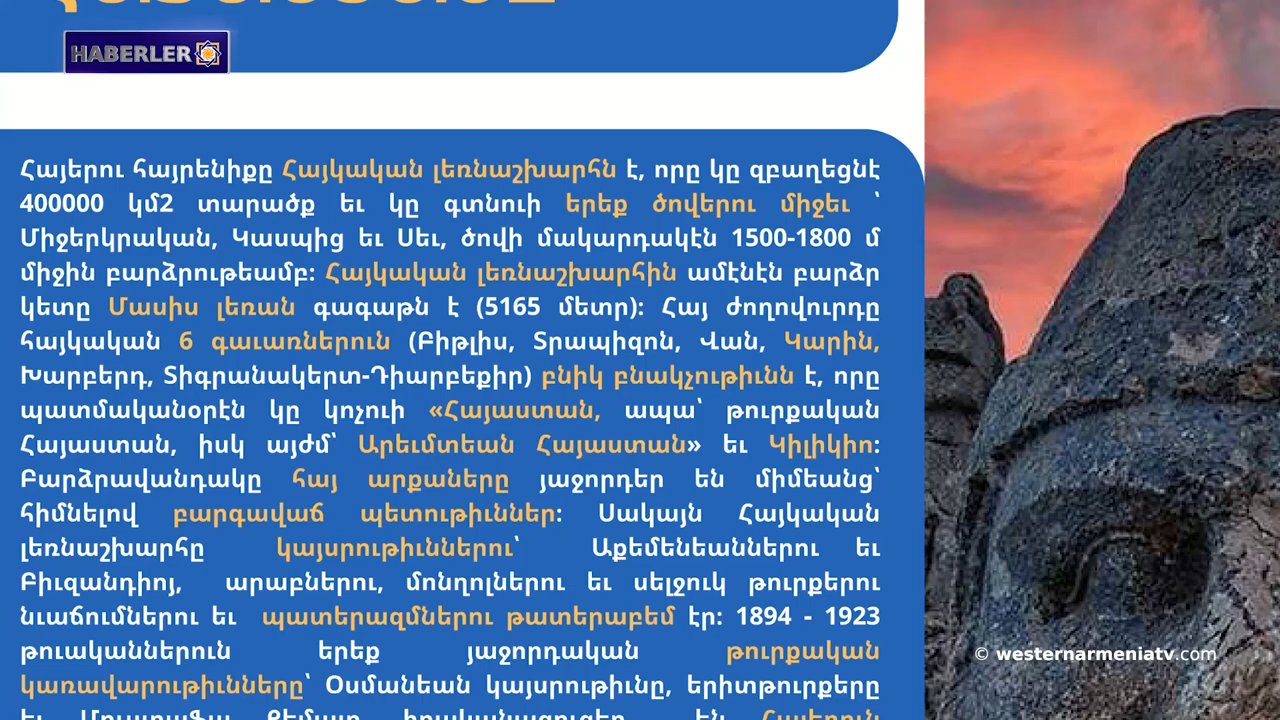 HABERLER
Հայերու հայրենիքը Հայկական լեռնաշխարհն է, որը կը զբաղեցնէ
400000 կմ2 տարածք եւ կը գտնուի երեք ծովերու միջեւ ՝
Միջերկրական, Կասպից եւ Սեւ, ծովի մակարդակէն 1500-1800 մ
միջին բարձրութեամբ: Հայկական լեռնաշխարհին ամէնէն բարձր
կետը Մասիս լեռան գագաթն է (5165 մետր): Հայ ժողովուրդը
հայկական 6 գաւառներուն (Բիթլիս, Տրապիզոն, Վան, Կարին,
Խարբերդ, Տիգրանակերտ-Դիարբեքիր) բնիկ բնակչութիւնն է, որը
պատմականօրէն կը կոչուի «Հայաստան, ապա՝ թուրքական
Հայաստան, իսկ այժմ՝ Արեւմտեան Հայաստան» եւ Կիլիկիո:
Բարձրավանդակը հայ արքաները յաջորդեր են միմեանց՝
հիմնելով բարգավաճ պետութիւններ: Սակայն Հայկական
լեռնաշխարհը կայսրութիւններու՝ Աքեմենեաններու եւ
Բիւզանդիոյ, արաբներու, մոնղոլներու եւ սելջուկ թուրքերու
նւաճումներու եւ պատերազմներու թատերաբեմ էր: 1894 - 1923
թուականներուն երեք յաջորդական թուրքական
կառավարութիւնները՝ Օսմանեան կայսրութիւնը, երիտթուրքերը
© westernarmeniatv.com